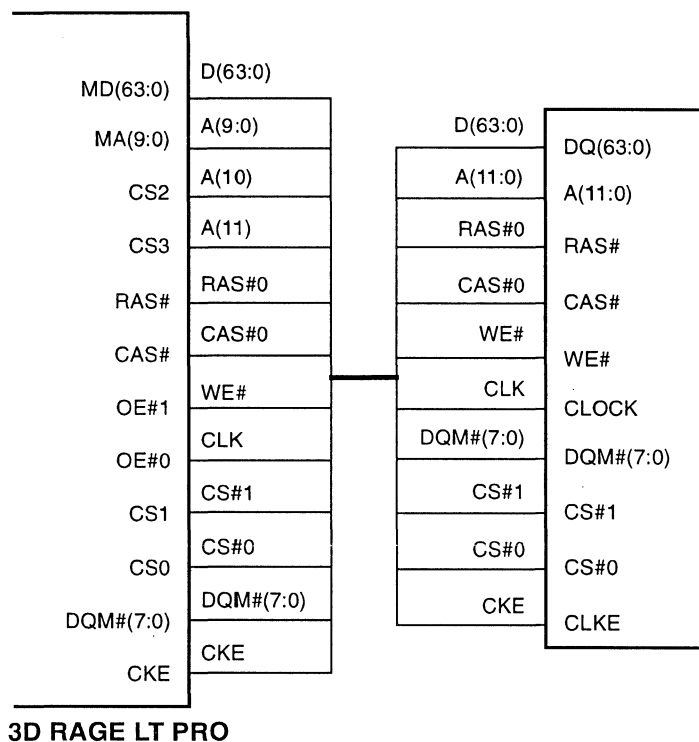 MD(63:0)
D(63:0)
MA(9:0)
A(9:0)
CS2
A(10)
CS3
A(11)
RAS#
RAS#0
CAS#
CAS#0
OE#1
WE#
OE#0
CLK
CS1
CS#1
CS0
CS#0
DQM#(7:0)
DQM#(7:0)
CKE
CKE
3D RAGE LT PRO
D(63:0)
DQ(63:0)
A(11:0)
A(11:0)
RAS#0
RAS#
CAS#0
CAS#
WE#
WE#
CLK
CLOCK
DQM#(7:0)
DQM#(7:0)
CS#1
CS#1
CS#0
CS#0
CKE
CLKE